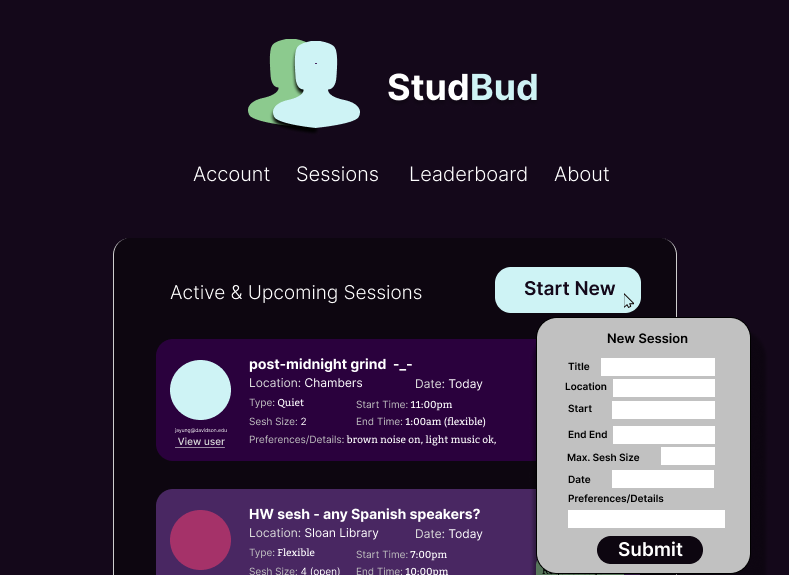 StudBud
Account Sessions Leaderboard About
Active & Upcoming Sessions
Start New
post-midnight grind -_-
Location: Chambers Date: Today
Type: Quiet Start Time: 11:00pm
Sesh Size: 2 End Time: 1:00am (flexible)
jayung@davidson.edu
View user
Preferences/Details: brown noise on, light music ok,
HW sesh - any Spanish speakers?
Location: Sloan Library Date: Today
Type: Flexible Start Time: 7:00pm
Sesh Size: 4 (open) End Time: 10:00pm
New Session
Title
Location
Start
End End
Max. Sesh Size
Date
Preferences/Details
Submit